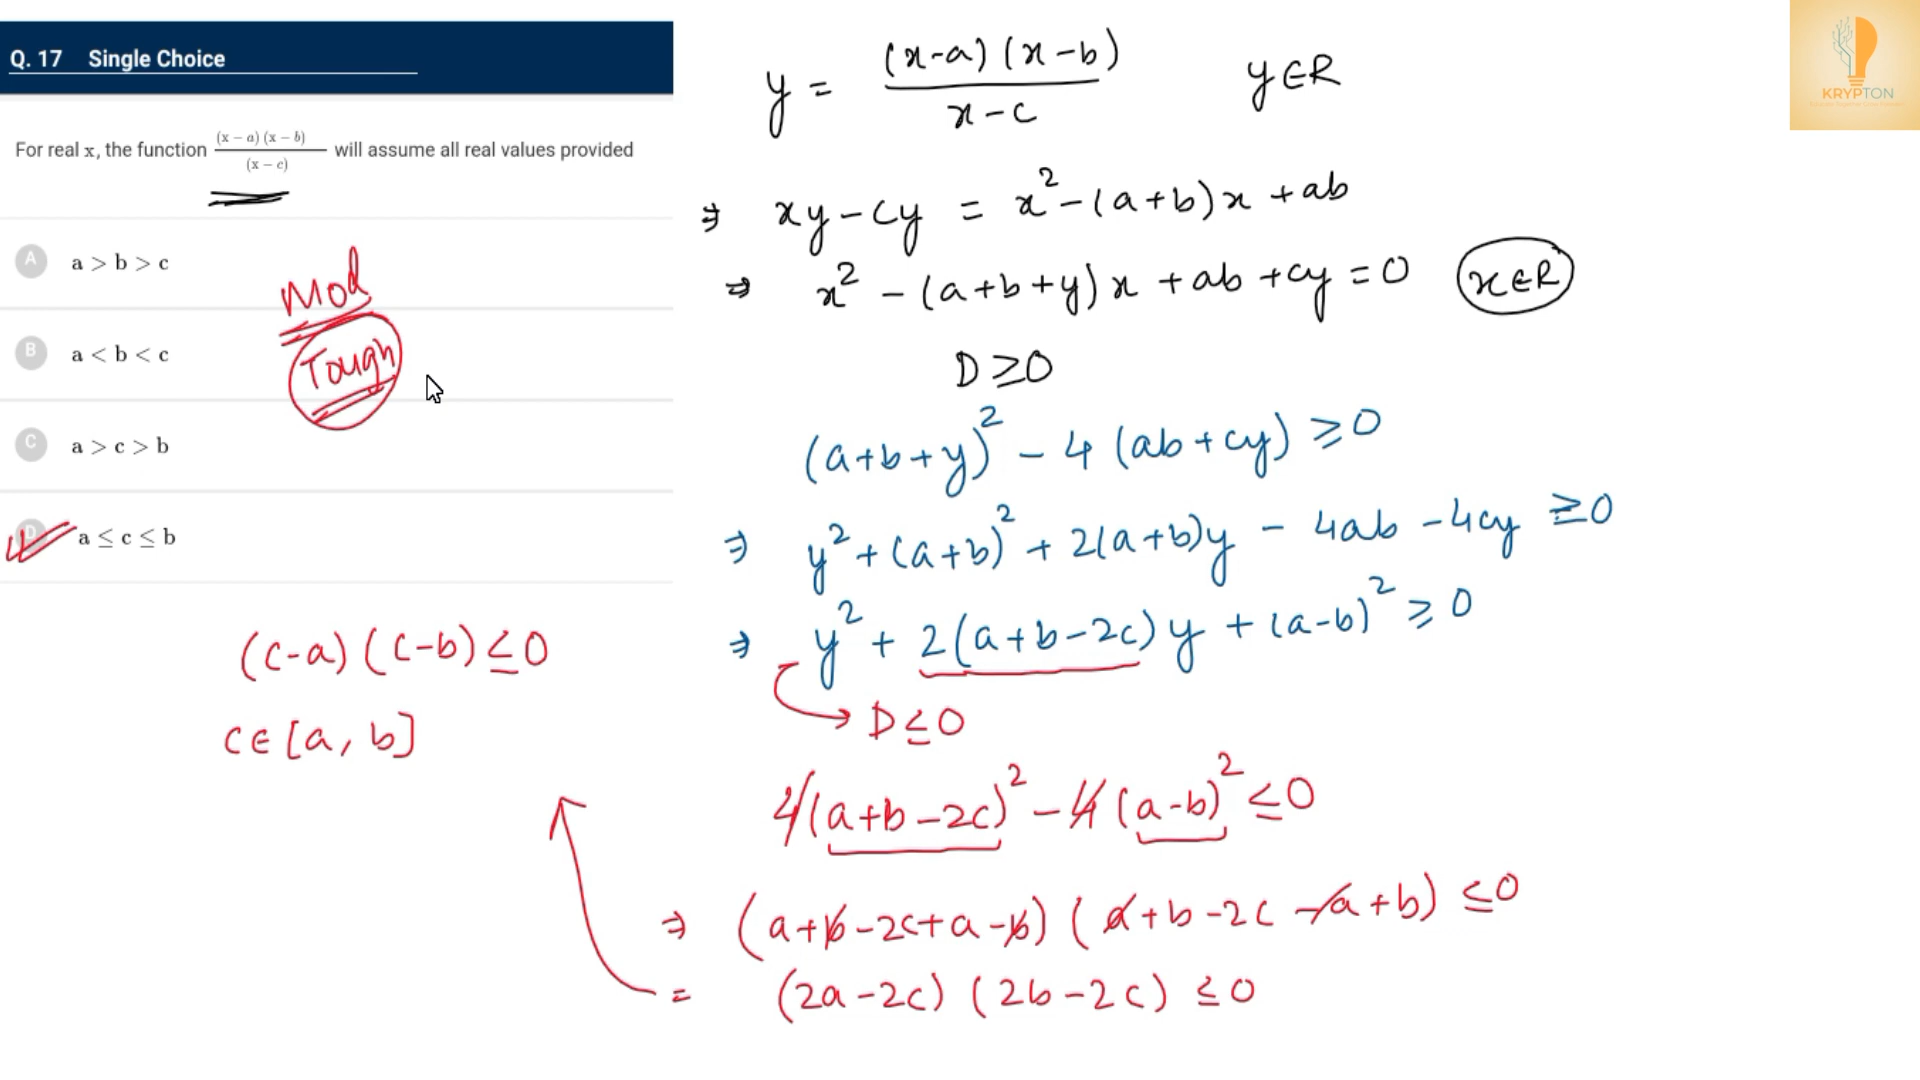 Q. 17 Single Choice
For real x, the function (x − a) (x − b) / (x − c) will assume all real values provided
A a > b > c
B a < b < c
C a > c > b
D a ≤ c ≤ b
Mod
Tough
(c-a) (c-b) ≤ 0
c ∈ [a, b]
y = (x-a) (x-b) / x-c y ∈ R
⇒ xy - cy = x² - (a+b)x + ab
⇒ x² - (a+b+y)x + ab + cy = 0 x ∈ R
D ≥ 0
(a+b+y)² - 4 (ab+cy) ≥ 0
⇒ y² + (a+b)² + 2(a+b)y - 4ab - 4cy ≥ 0
⇒ y² + 2(a+b-2c)y + (a-b)² ≥ 0
→ D ≤ 0
4(a+b-2c)² - 4(a-b)² ≤ 0
⇒ (a+b-2c+a-b) (a+b-2c-a+b) ≤ 0
= (2a-2c) (2b-2c) ≤ 0
KRYPTON